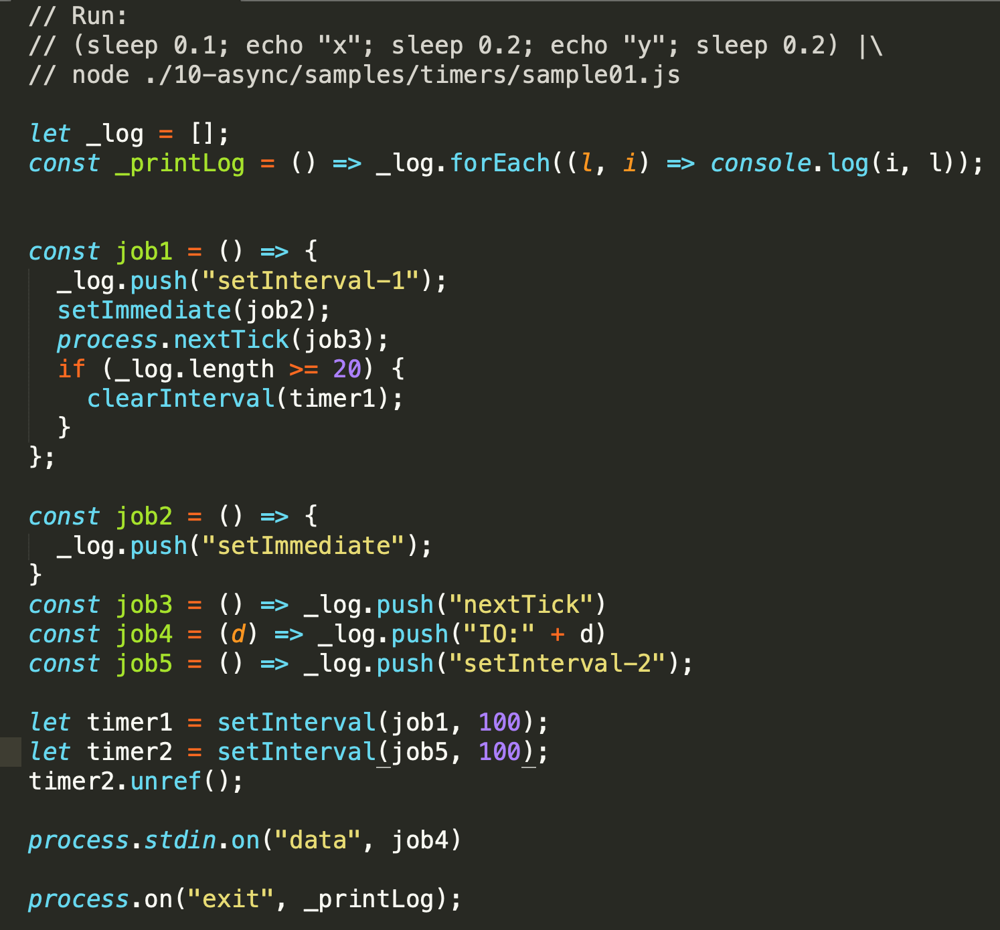 // Run:
// (sleep 0.1; echo "x"; sleep 0.2; echo "y"; sleep 0.2) |\
// node ./10-async/samples/timers/sample01.js

let _log = [];
const _printLog = () => _log.forEach((l, i) => console.log(i, l));


const job1 = () => {
  _log.push("setInterval-1");
  setImmediate(job2);
  process.nextTick(job3);
  if (_log.length >= 20) {
    clearInterval(timer1);
  }
};

const job2 = () => {
  _log.push("setImmediate");
}
const job3 = () => _log.push("nextTick")
const job4 = (d) => _log.push("IO:" + d)
const job5 = () => _log.push("setInterval-2");

let timer1 = setInterval(job1, 100);
let timer2 = setInterval(job5, 100);
timer2.unref();

process.stdin.on("data", job4)

process.on("exit", _printLog);